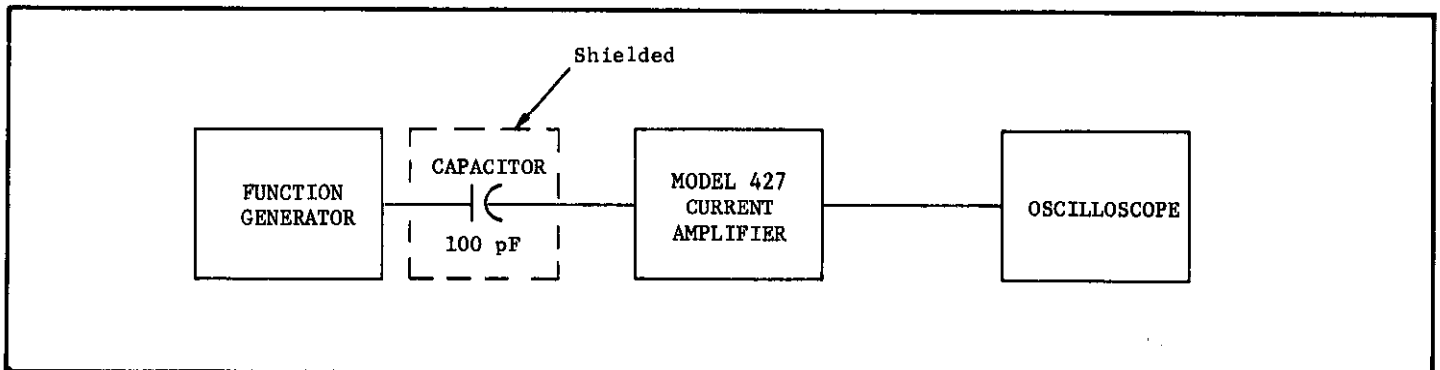 Shielded
CAPACITOR
FUNCTION
GENERATOR
100 pF
MODEL 427
CURRENT
AMPLIFIER
OSCILLOSCOPE